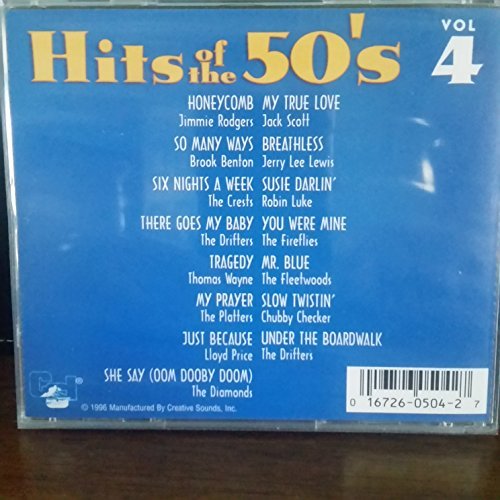 Hits of the 50's
VOL 4
HONEYCOMB
Jimmie Rodgers
SO MANY WAYS
Brook Benton
SIX NIGHTS A WEEK
The Crests
THERE GOES MY BABY
The Drifters
TRAGEDY
Thomas Wayne
MY PRAYER
The Platters
JUST BECAUSE
Lloyd Price
SHE SAY (OOM DOOBY DOOM)
The Diamonds
MY TRUE LOVE
Jack Scott
BREATHLESS
Jerry Lee Lewis
SUSIE DARLIN'
Robin Luke
YOU WERE MINE
The Fireflies
MR. BLUE
The Fleetwoods
SLOW TWISTIN'
Chubby Checker
UNDER THE BOARDWALK
The Drifters
© 1996 Manufactured By Creative Sounds, Inc.
0 16726-0504-2 7